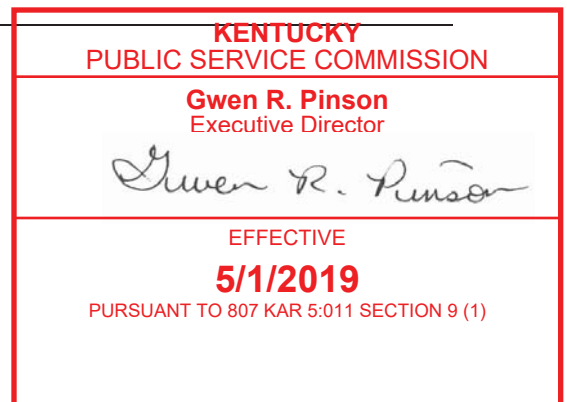 KENTUCKY
PUBLIC SERVICE COMMISSION
Gwen R. Pinson
Executive Director
Gwen R. Pinson
EFFECTIVE
5/1/2019
PURSUANT TO 807 KAR 5:011 SECTION 9 (1)